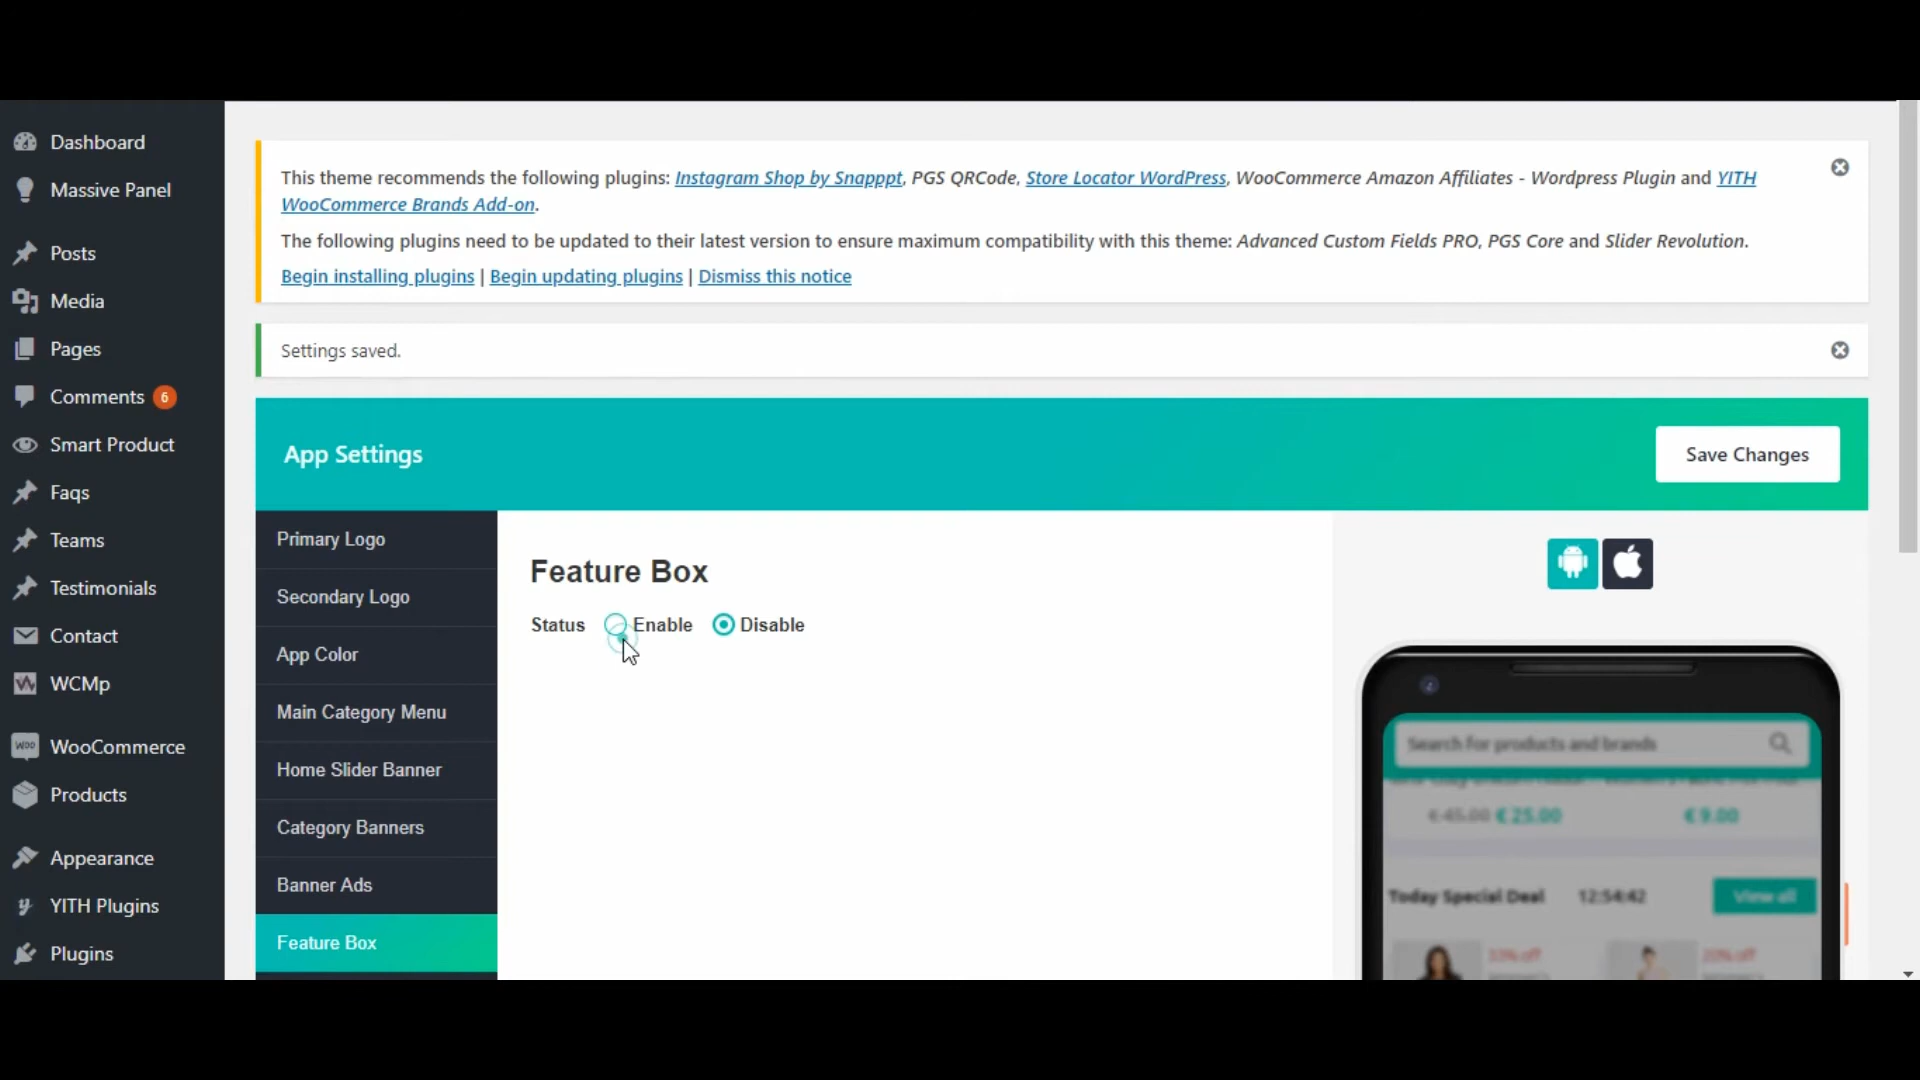 Dashboard
Massive Panel
Posts
Media
Pages
Comments 6
Smart Product
Faqs
Teams
Testimonials
Contact
WCMp
WooCommerce
Products
Appearance
YITH Plugins
Plugins
This theme recommends the following plugins: Instagram Shop by Snapppt, PGS QRCode, Store Locator WordPress, WooCommerce Amazon Affiliates - Wordpress Plugin and YITH
WooCommerce Brands Add-on.
The following plugins need to be updated to their latest version to ensure maximum compatibility with this theme: Advanced Custom Fields PRO, PGS Core and Slider Revolution.
Begin installing plugins | Begin updating plugins | Dismiss this notice
Settings saved.
App Settings
Save Changes
Primary Logo
Secondary Logo
App Color
Main Category Menu
Home Slider Banner
Category Banners
Banner Ads
Feature Box
Feature Box
Status Enable Disable
Search for products and brands
€ 45.00 € 25.00 € 9.00
Today Special Deal 12:54:42 View all